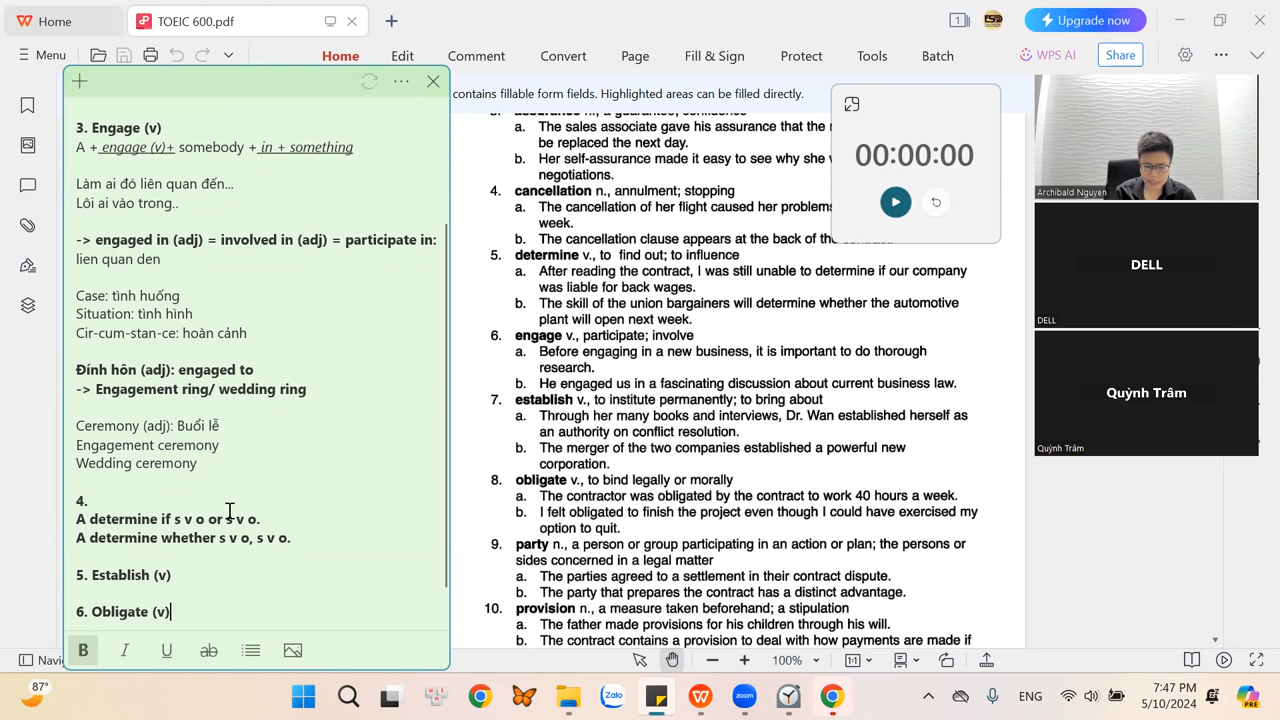 Home
TOEIC 600.pdf
1
Upgrade now
Menu
Home
Edit
Comment
Convert
Page
Fill & Sign
Protect
Tools
Batch
WPS AI
Share
contains fillable form fields. Highlighted areas can be filled directly.
3. Engage (v)
A + engage (v)+ somebody + in + something
Làm ai đó liên quan đến...
Lôi ai vào trong..
-> engaged in (adj) = involved in (adj) = participate in:
lien quan den
Case: tình huống
Situation: tình hình
Cir-cum-stan-ce: hoàn cảnh
Đính hôn (adj): engaged to
-> Engagement ring/ wedding ring
Ceremony (adj): Buổi lễ
Engagement ceremony
Wedding ceremony
4.
A determine if s v o or s v o.
A determine whether s v o, s v o.
5. Establish (v)
6. Obligate (v)
B I U ab
a. The sales associate gave his assurance that the
be replaced the next day.
b. Her self-assurance made it easy to see why she
negotiations.
4. cancellation n., annulment; stopping
a. The cancellation of her flight caused her problems
week.
b. The cancellation clause appears at the back of the
5. determine v., to find out; to influence
a. After reading the contract, I was still unable to determine if our company
was liable for back wages.
b. The skill of the union bargainers will determine whether the automotive
plant will open next week.
6. engage v., participate; involve
a. Before engaging in a new business, it is important to do thorough
research.
b. He engaged us in a fascinating discussion about current business law.
7. establish v., to institute permanently; to bring about
a. Through her many books and interviews, Dr. Wan established herself as
an authority on conflict resolution.
b. The merger of the two companies established a powerful new
corporation.
8. obligate v., to bind legally or morally
a. The contractor was obligated by the contract to work 40 hours a week.
b. I felt obligated to finish the project even though I could have exercised my
option to quit.
9. party n., a person or group participating in an action or plan; the persons or
sides concerned in a legal matter
a. The parties agreed to a settlement in their contract dispute.
b. The party that prepares the contract has a distinct advantage.
10. provision n., a measure taken beforehand; a stipulation
a. The father made provisions for his children through his will.
b. The contract contains a provision to deal with how payments are made if
00:00:00
Archibald Nguyen
DELL
DELL
Quỳnh Trâm
Quỳnh Trâm
Navi
100%
1:1
87°
Zalo
zoom
ENG
7:47 PM
5/10/2024
PRE